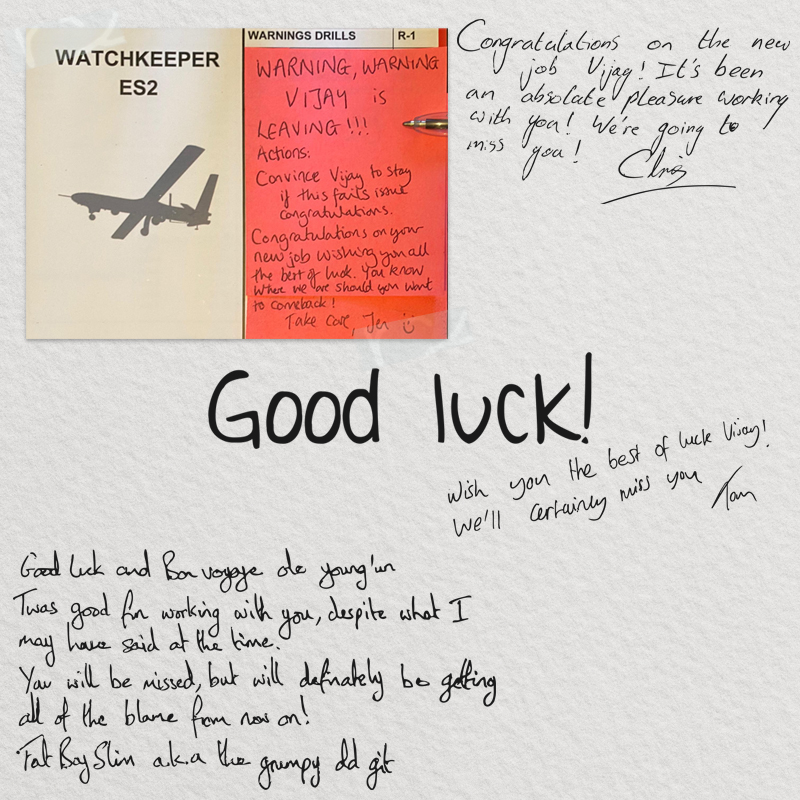 WATCHKEEPER
ES2
WARNINGS DRILLS R-1
WARNING, WARNING
VIJAY is
LEAVING!!!
Actions:
Convince Vijay to stay
if this fails issue
congratulations.
Congratulations on your
new job wishing you all
the best of luck. You know
where we are should you want
to comeback!
Take care, Jen
Congratulations on the new
job Vijay! It's been
an absolute pleasure working
with you! We're going to
miss you!
Chris
Good luck!
Wish you the best of luck Vijay!
We'll certainly miss you
Tom
Good luck and Bon voyage ole young'un
Twas good fun working with you, despite what I
may have said at the time.
You will be missed, but will definately be getting
all of the blame from now on!
Fat Boy Slim a.k.a the grumpy old git